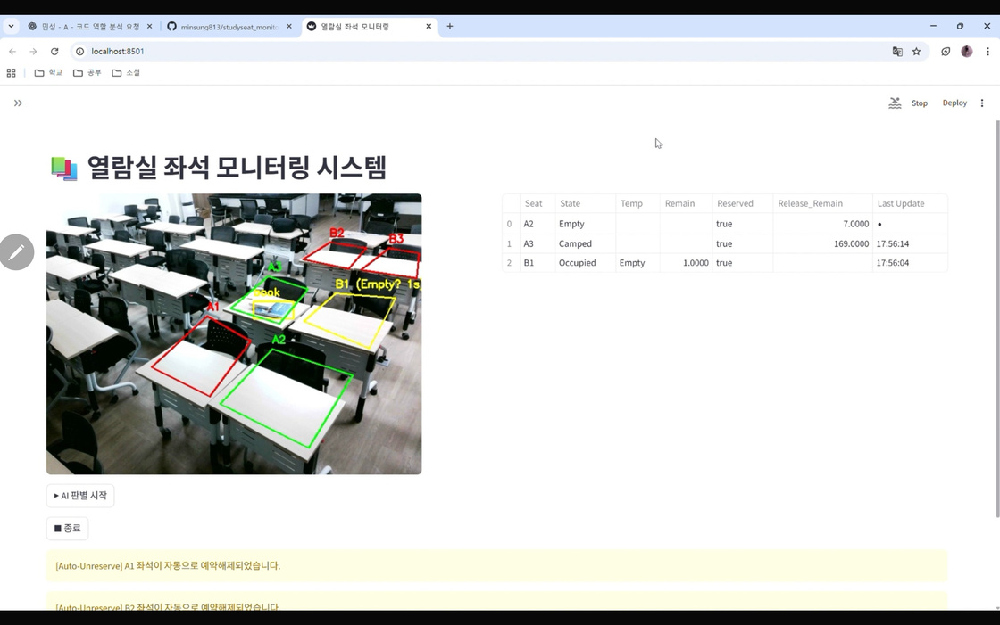 민성 - A - 코드 역할 분석 요청
minsung813/studyseat_monito
열람실 좌석 모니터링
localhost:8501
학교
공부
소셜
Stop
Deploy
열람실 좌석 모니터링 시스템
B2
B3
A3
book
B1 (Empty? 1s
A1
A2
Seat State Temp Remain Reserved Release_Remain Last Update
0 A2 Empty true 7.0000 •
1 A3 Camped true 169.0000 17:56:14
2 B1 Occupied Empty 1.0000 true 17:56:04
▶ AI 판별 시작
■ 종료
[Auto-Unreserve] A1 좌석이 자동으로 예약해제되었습니다.
[Auto-Unreserve] B2 좌석이 자동으로 예약해제되었습니다.